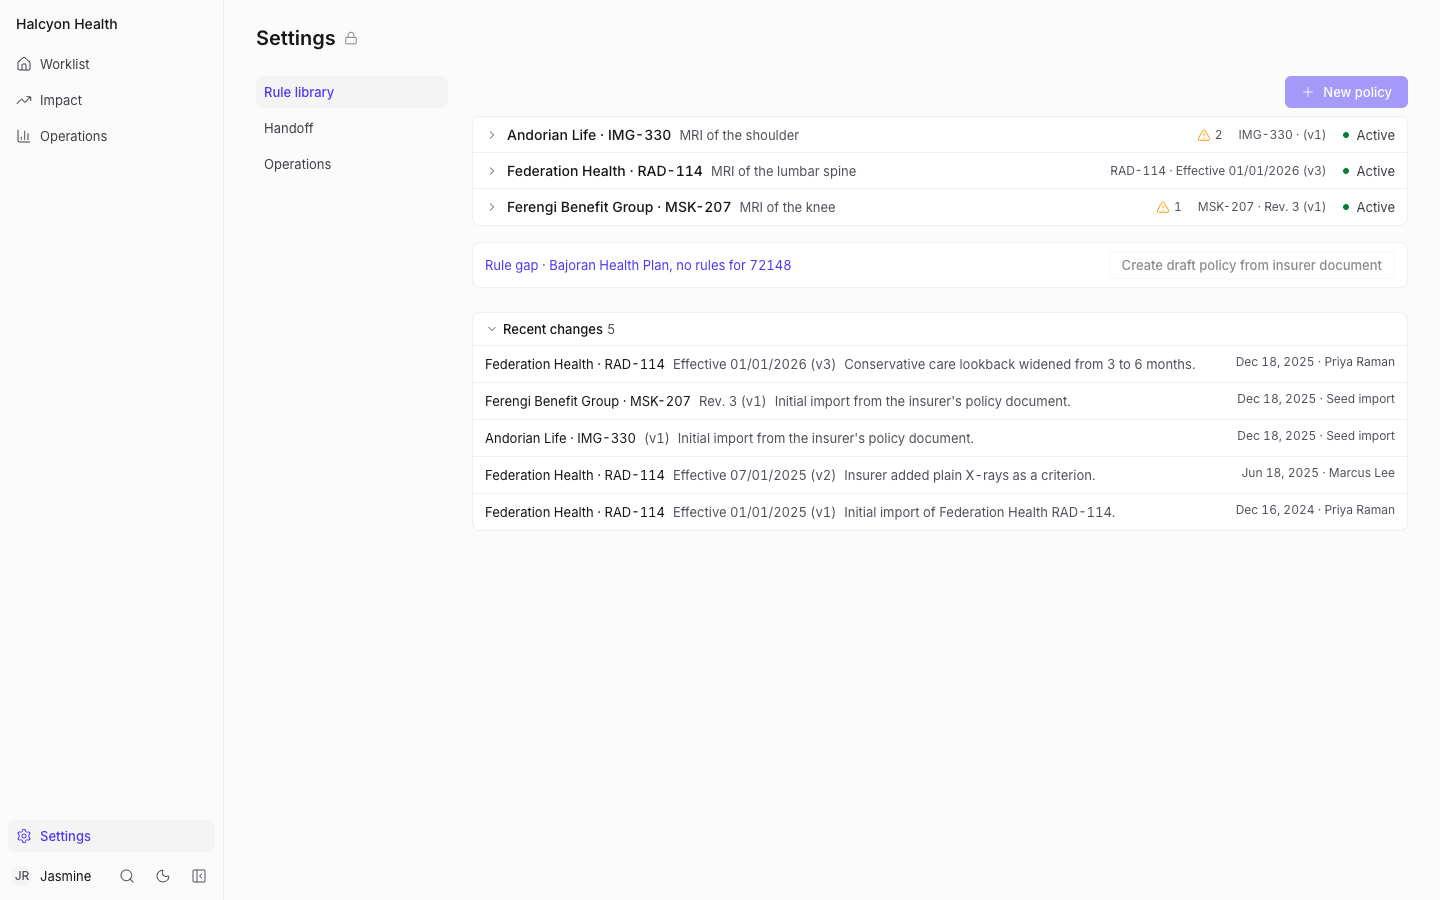 Halcyon Health
Worklist
Impact
Operations
Settings
JR Jasmine
Settings
Rule library
Handoff
Operations
New policy
Andorian Life · IMG-330 MRI of the shoulder 2 IMG-330 · (v1) Active
Federation Health · RAD-114 MRI of the lumbar spine RAD-114 · Effective 01/01/2026 (v3) Active
Ferengi Benefit Group · MSK-207 MRI of the knee 1 MSK-207 · Rev. 3 (v1) Active
Rule gap · Bajoran Health Plan, no rules for 72148 Create draft policy from insurer document
Recent changes 5
Federation Health · RAD-114 Effective 01/01/2026 (v3) Conservative care lookback widened from 3 to 6 months. Dec 18, 2025 · Priya Raman
Ferengi Benefit Group · MSK-207 Rev. 3 (v1) Initial import from the insurer's policy document. Dec 18, 2025 · Seed import
Andorian Life · IMG-330 (v1) Initial import from the insurer's policy document. Dec 18, 2025 · Seed import
Federation Health · RAD-114 Effective 07/01/2025 (v2) Insurer added plain X-rays as a criterion. Jun 18, 2025 · Marcus Lee
Federation Health · RAD-114 Effective 01/01/2025 (v1) Initial import of Federation Health RAD-114. Dec 16, 2024 · Priya Raman